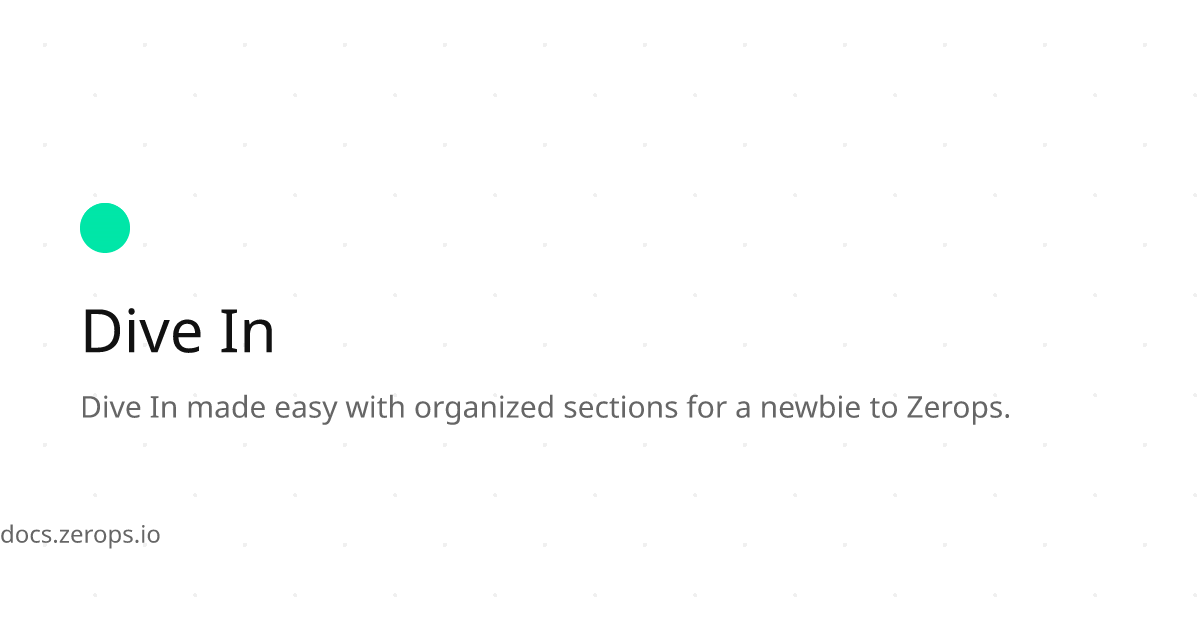 Dive In
Dive In made easy with organized sections for a newbie to Zerops.
docs.zerops.io